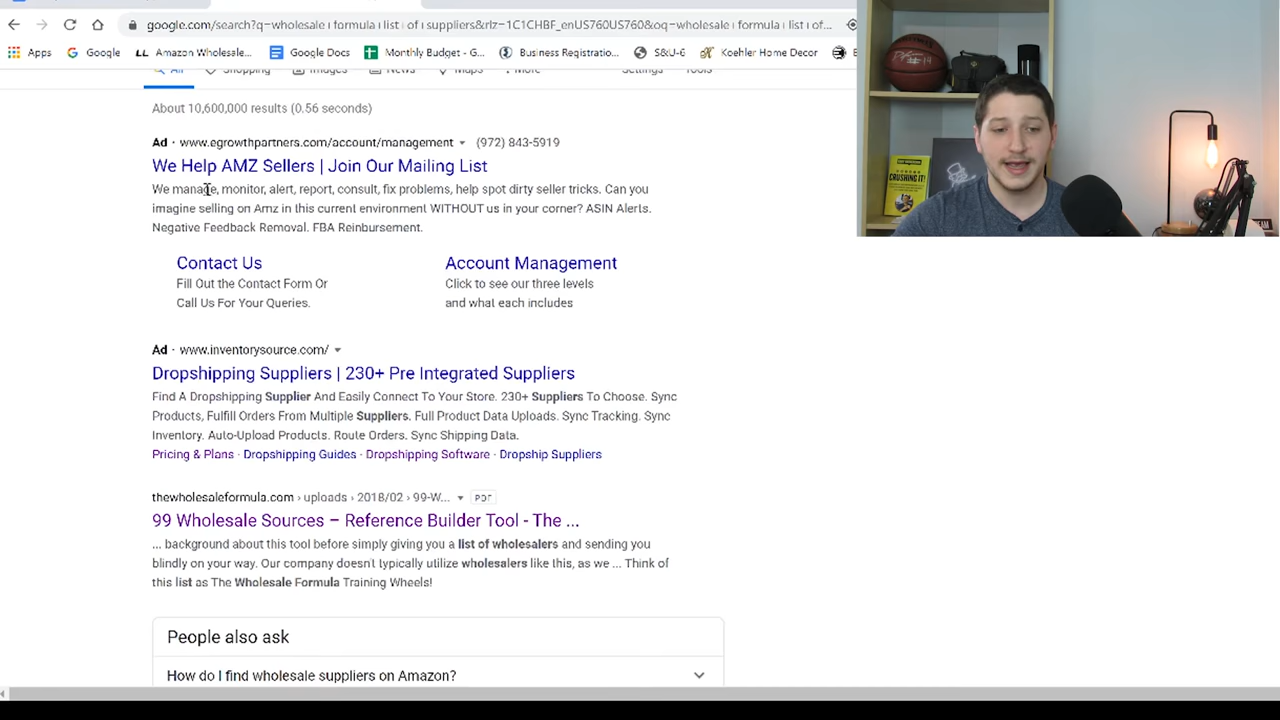 google.com/search?q=wholesale+formula+list+of+suppliers&rlz=1C1CHBF_enUS760US760&oq=wholesale+formula+list+of...
Apps Google Amazon Wholesale... Google Docs Monthly Budget - G... Business Registratio... S&U-6 Koehler Home Decor
All Shopping Images News Maps More Settings Tools
About 10,600,000 results (0.56 seconds)
Ad · www.egrowthpartners.com/account/management (972) 843-5919
We Help AMZ Sellers | Join Our Mailing List
We manage, monitor, alert, report, consult, fix problems, help spot dirty seller tricks. Can you
imagine selling on Amz in this current environment WITHOUT us in your corner? ASIN Alerts.
Negative Feedback Removal. FBA Reimbursement.
Contact Us
Fill Out the Contact Form Or
Call Us For Your Queries.
Account Management
Click to see our three levels
and what each includes
Ad · www.inventorysource.com/
Dropshipping Suppliers | 230+ Pre Integrated Suppliers
Find A Dropshipping Supplier And Easily Connect To Your Store. 230+ Suppliers To Choose. Sync
Products, Fulfill Orders From Multiple Suppliers. Full Product Data Uploads. Sync Tracking. Sync
Inventory. Auto-Upload Products. Route Orders. Sync Shipping Data.
Pricing & Plans · Dropshipping Guides · Dropshipping Software · Dropship Suppliers
thewholesaleformula.com › uploads › 2018/02 › 99-W... PDF
99 Wholesale Sources – Reference Builder Tool - The ...
... background about this tool before simply giving you a list of wholesalers and sending you
blindly on your way. Our company doesn't typically utilize wholesalers like this, as we ... Think of
this list as The Wholesale Formula Training Wheels!
People also ask
How do I find wholesale suppliers on Amazon?
CRUSHING IT!